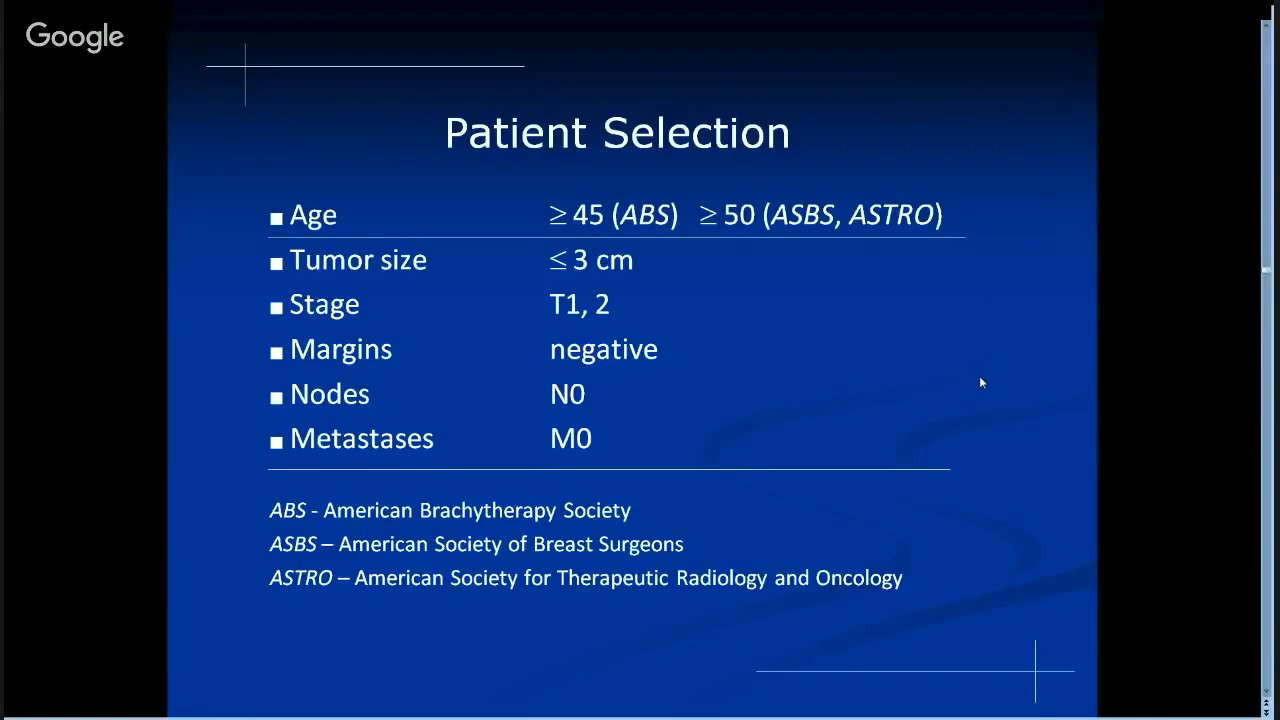 Google
Patient Selection
■ Age ≥ 45 (ABS) ≥ 50 (ASBS, ASTRO)
■ Tumor size ≤ 3 cm
■ Stage T1, 2
■ Margins negative
■ Nodes N0
■ Metastases M0
ABS - American Brachytherapy Society
ASBS – American Society of Breast Surgeons
ASTRO – American Society for Therapeutic Radiology and Oncology